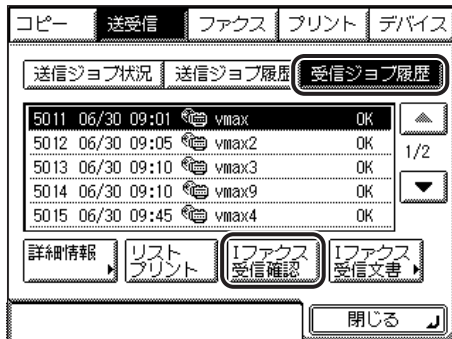 コピー 送受信 ファクス プリント デバイス
送信ジョブ状況 送信ジョブ履歴 受信ジョブ履歴
5011 06/30 09:01 vmax OK
5012 06/30 09:05 vmax2 OK
1/2
5013 06/30 09:10 vmax3 OK
5014 06/30 09:10 vmax9 OK
5015 06/30 09:45 vmax4 OK
詳細情報 リスト Iファクス Iファクス
プリント 受信確認 受信文書
閉じる